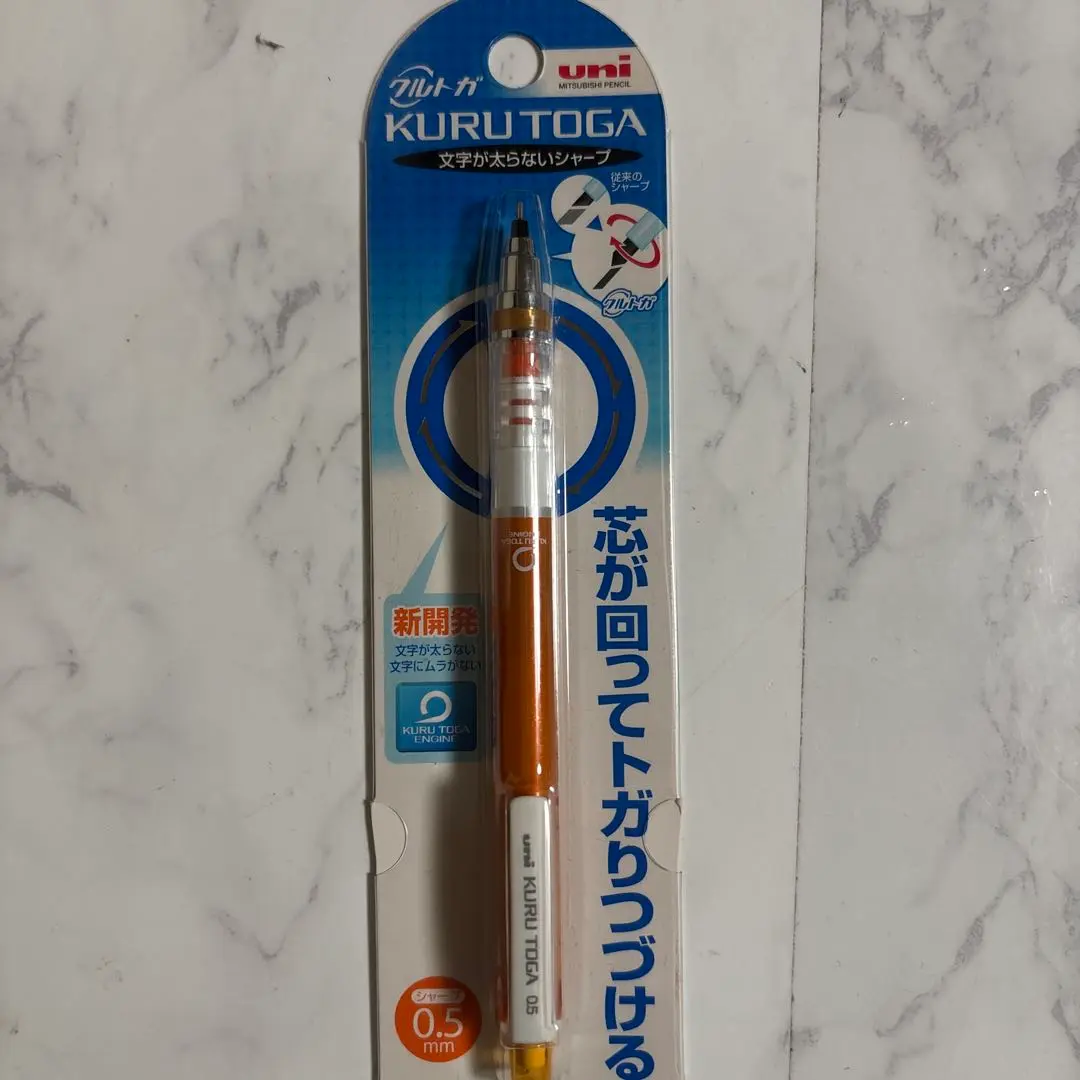 クルトガ
uni
MITSUBISHI PENCIL
KURU TOGA
文字が太らないシャープ
従来の
シャープ
クルトガ
KURU TOGA
ENGINE
芯が回ってトガりつづける
新開発
文字が太らない
文字にムラがない
KURU TOGA
ENGINE
uni KURU TOGA 0.5
シャープ
0.5
mm